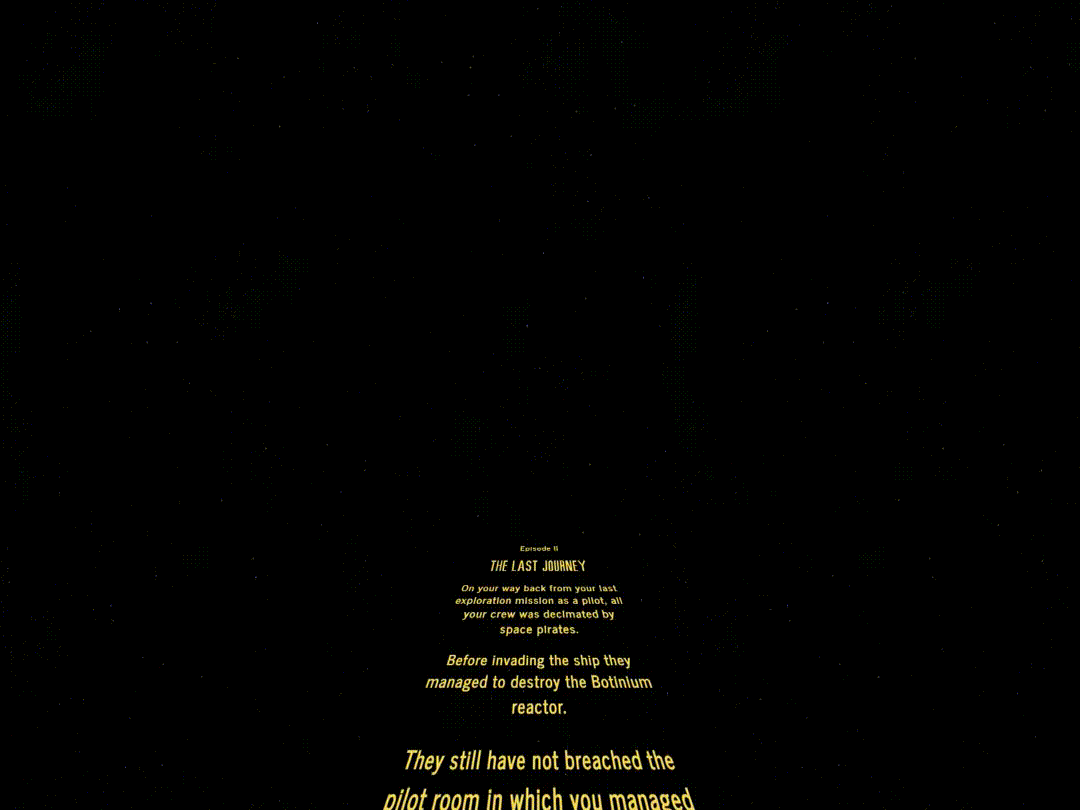 Episode II
THE LAST JOURNEY
On your way back from your last
exploration mission as a pilot, all
your crew was decimated by
space pirates.
Before invading the ship they
managed to destroy the Botinium
reactor.
They still have not breached the
pilot room in which you managed